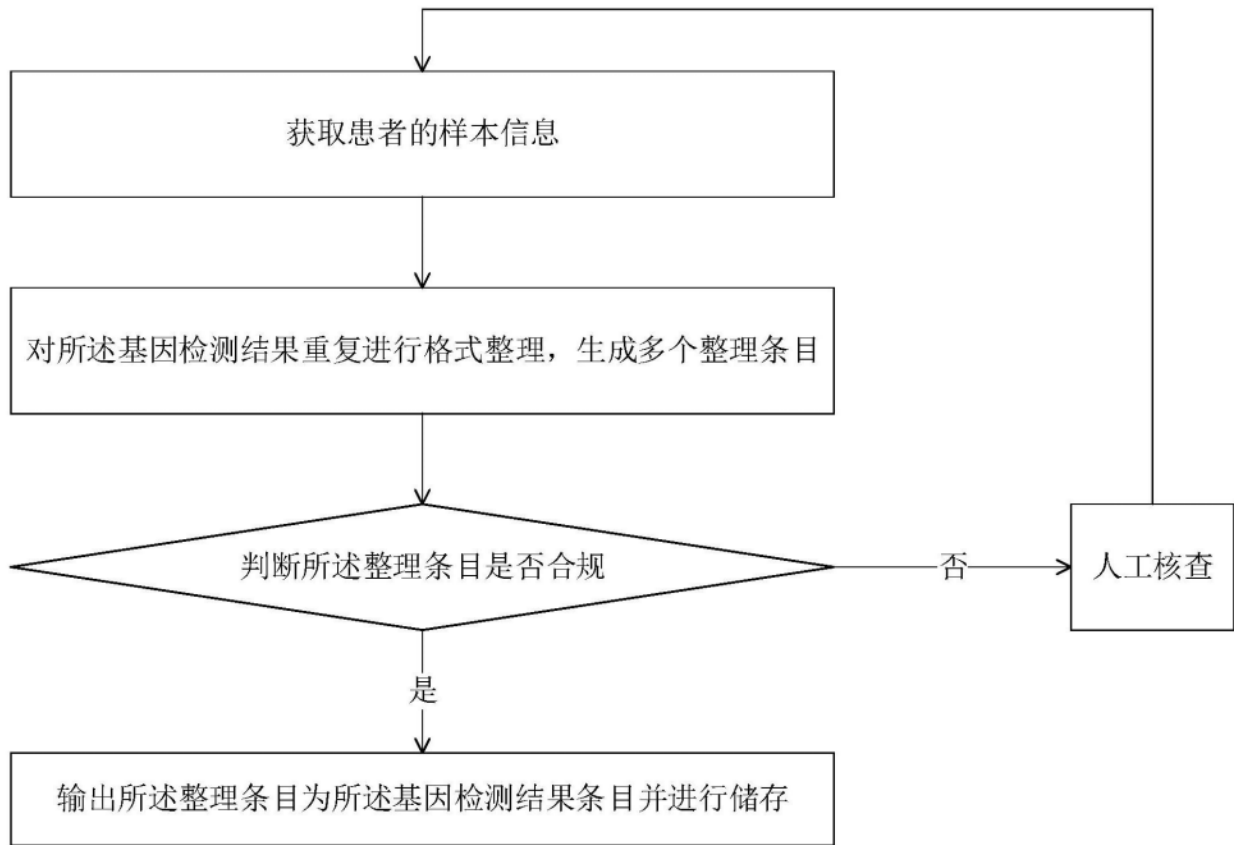 获取患者的样本信息
对所述基因检测结果重复进行格式整理，生成多个整理条目
判断所述整理条目是否合规
否
人工核查
是
输出所述整理条目为所述基因检测结果条目并进行储存